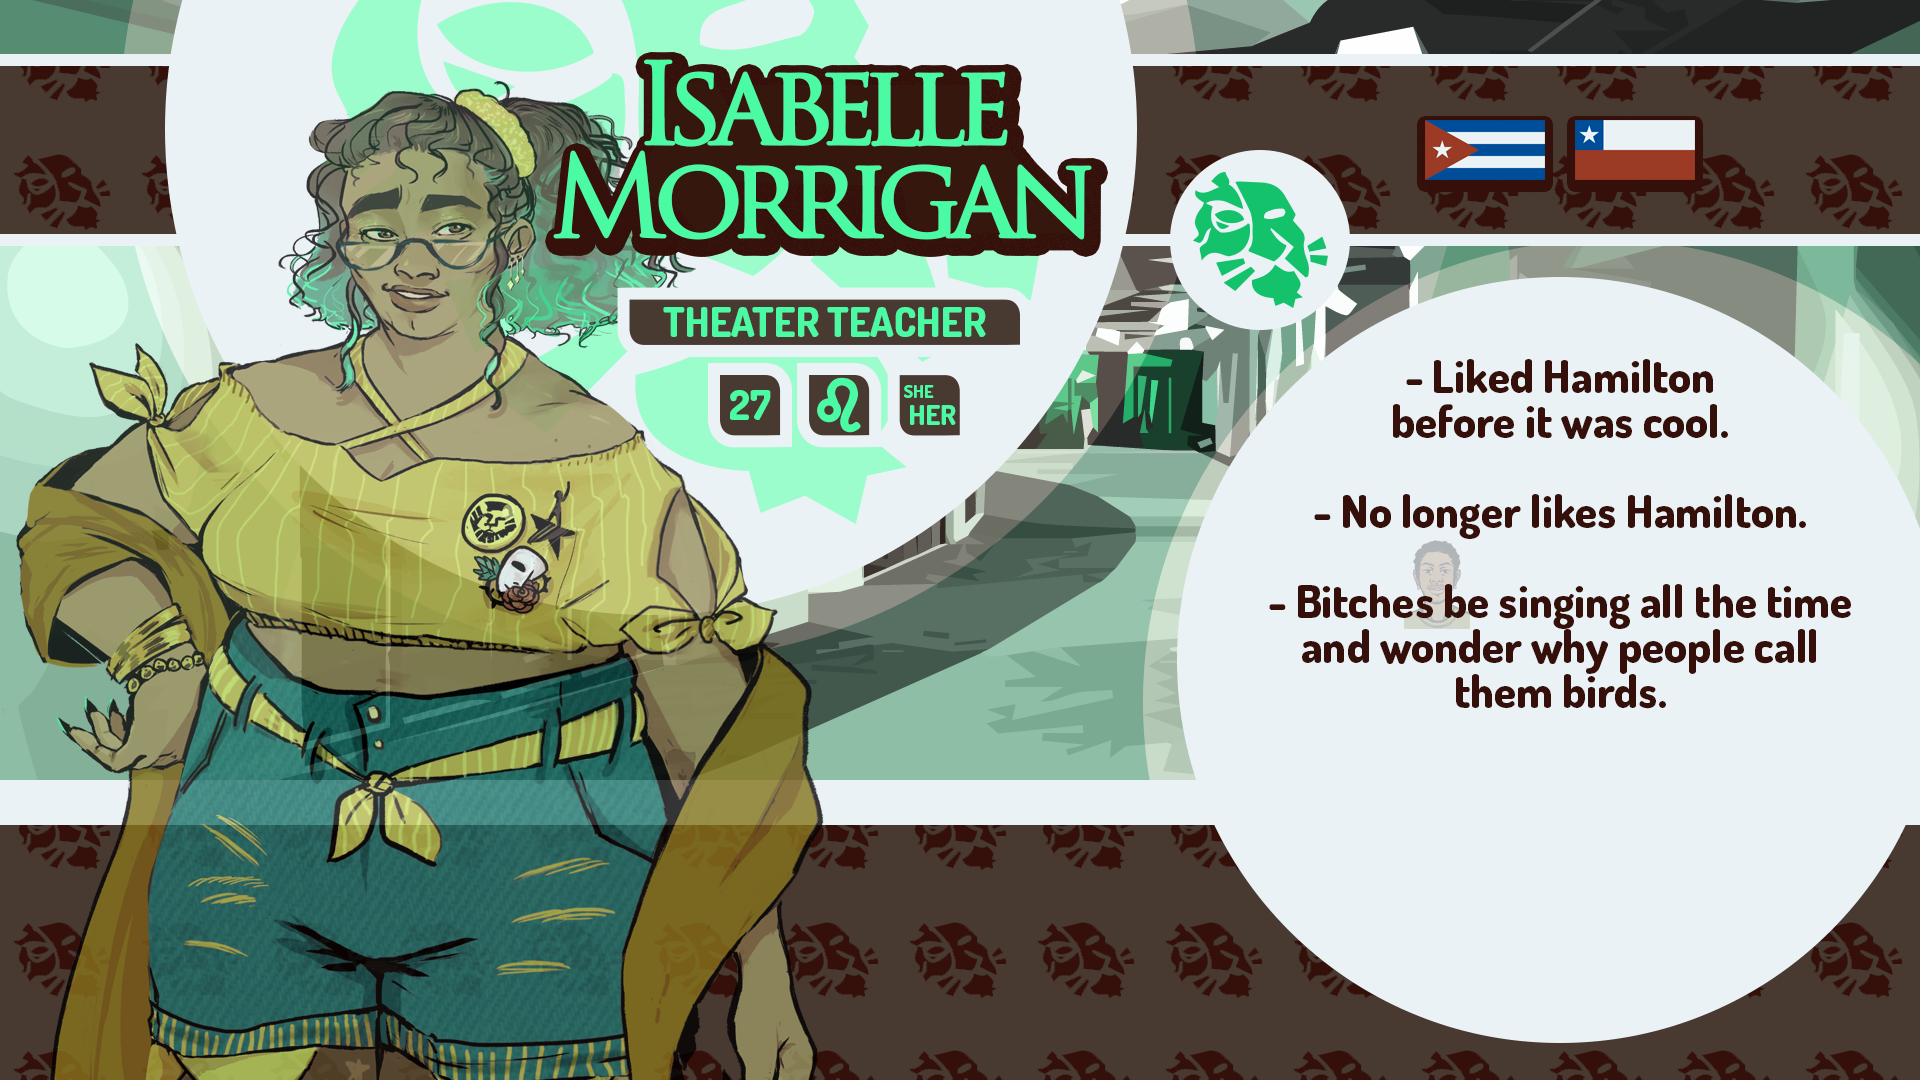 ISABELLE
MORRIGAN
THEATER TEACHER
27
SHE
HER
- Liked Hamilton
before it was cool.
- No longer likes Hamilton.
- Bitches be singing all the time
and wonder why people call
them birds.